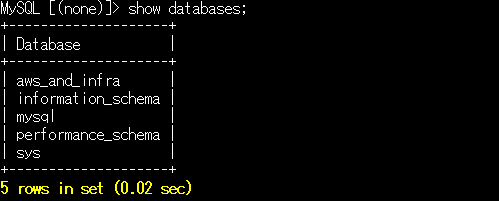 MySQL [(none)]> show databases;
+--------------------+
| Database           |
+--------------------+
| aws_and_infra      |
| information_schema |
| mysql              |
| performance_schema |
| sys                |
+--------------------+
5 rows in set (0.02 sec)